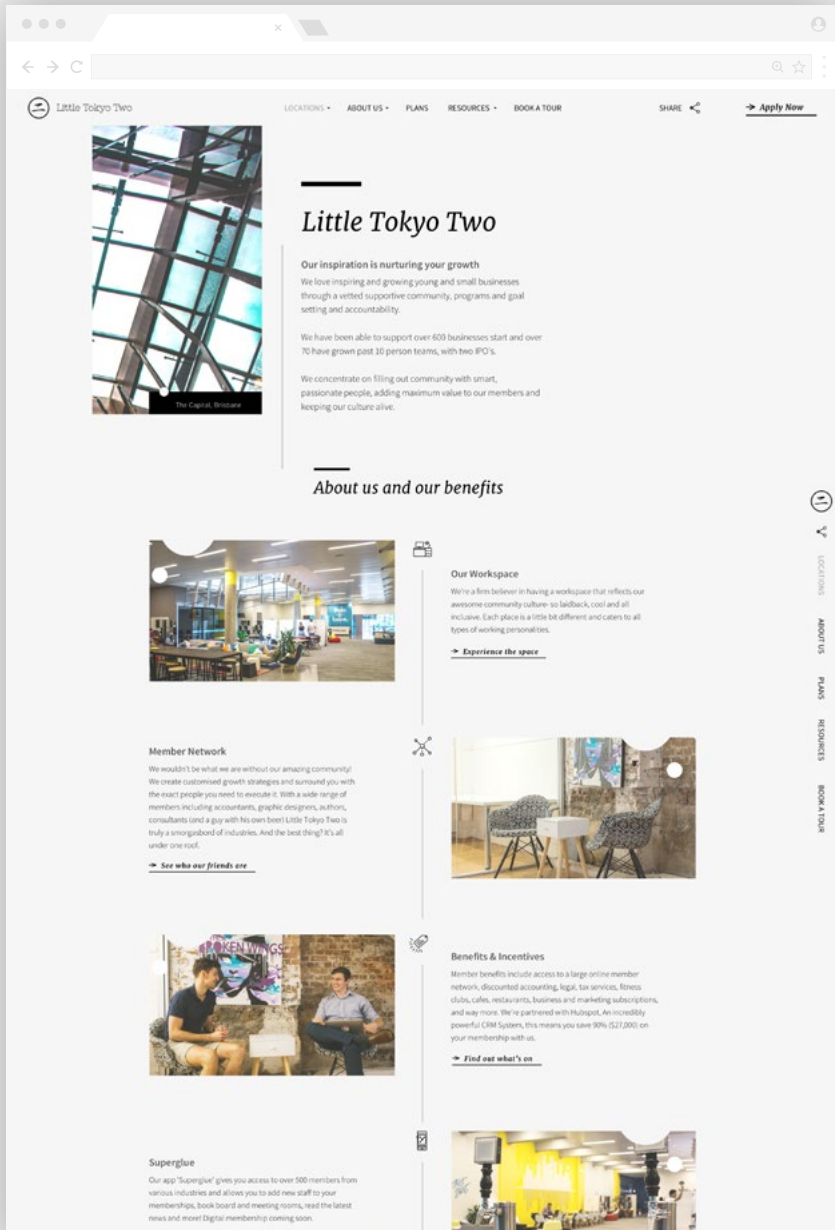 Little Tokyo Two
LOCATIONS
ABOUT US
PLANS
RESOURCES
BOOK A TOUR
SHARE
Apply Now
The Capital, Brisbane
Little Tokyo Two
Our inspiration is nurturing your growth
We love inspiring and growing young and small businesses
through a vetted supportive community, programs and goal
setting and accountability.
We have been able to support over 600 businesses start and over
70 have grown past 10 person teams, with two IPO's.
We concentrate on filling out community with smart,
passionate people, adding maximum value to our members and
keeping our culture alive.
About us and our benefits
Our Workspace
We're a firm believer in having a workspace that reflects our
awesome community culture- so laidback, cool and all
inclusive. Each place is a little bit different and caters to all
types of working personalities.
Experience the space
Member Network
We wouldn't be what we are without our amazing community!
We create customised growth strategies and surround you with
the exact people you need to execute it. With a wide range of
members including accountants, graphic designers, authors,
consultants (and a guy with his own beer) Little Tokyo Two is
truly a smorgasbord of industries. And the best thing? It's all
under one roof.
See who our friends are
BROKEN WINGS
Benefits & Incentives
Member benefits include access to a large online member
network, discounted accounting, legal, tax services, fitness
clubs, cafes, restaurants, business and marketing subscriptions,
and way more. We're partnered with Hubspot, An incredibly
powerful CRM System, this means you save 90% ($27,000) on
your membership with us.
Find out what's on
Superglue
Our app 'Superglue' gives you access to over 500 members from
various industries and allows you to add new staff to your
memberships, book board and meeting rooms, read the latest
news and more! Digital membership coming soon.
LOCATIONS
ABOUT US
PLANS
RESOURCES
BOOK A TOUR